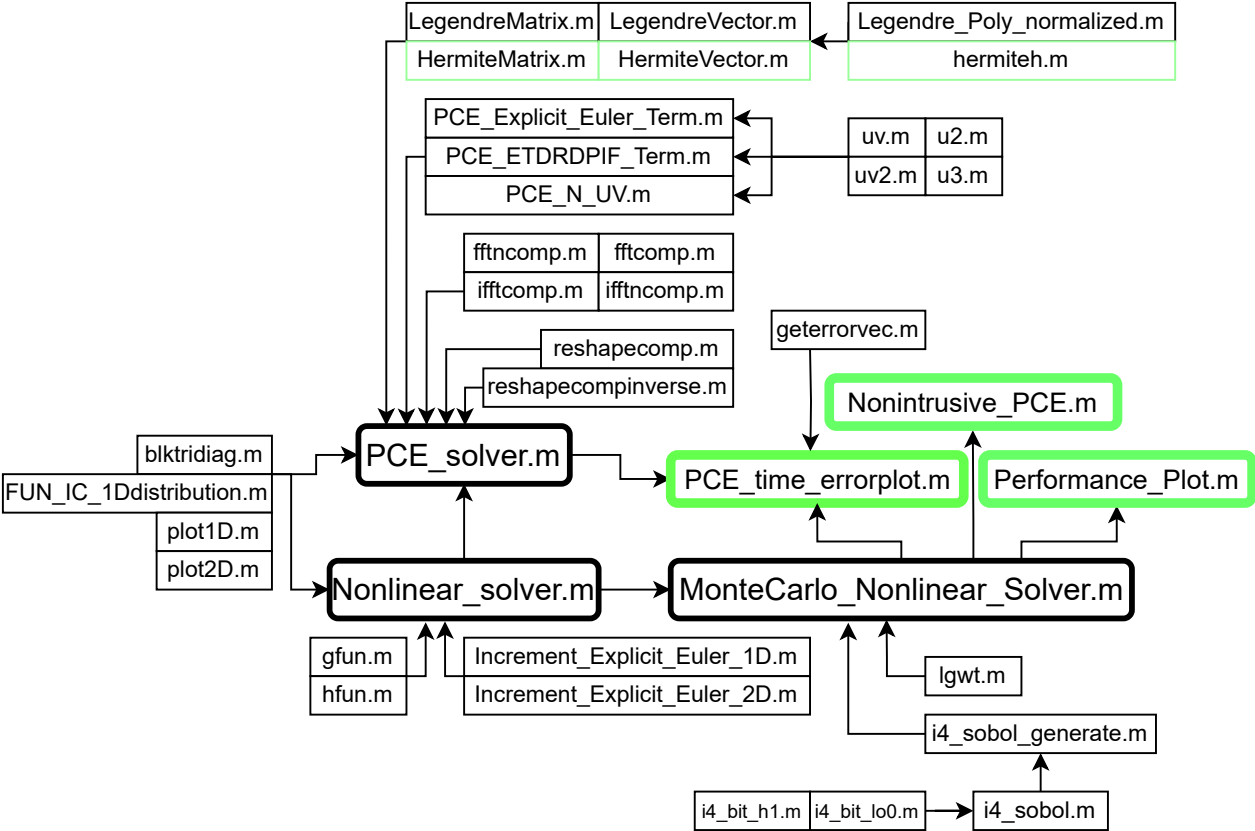 LegendreMatrix.m LegendreVector.m Legendre_Poly_normalized.m
HermiteMatrix.m HermiteVector.m hermiteh.m
PCE_Explicit_Euler_Term.m
uv.m u2.m
PCE_ETDRDPIF_Term.m
uv2.m u3.m
PCE_N_UV.m
fftncomp.m fftcomp.m
ifftcomp.m ifftncomp.m
geterrorvec.m
reshapecomp.m
reshapecompinverse.m
Nonintrusive_PCE.m
blktridiag.m
PCE_solver.m
FUN_IC_1Ddistribution.m
PCE_time_errorplot.m
Performance_Plot.m
plot1D.m
plot2D.m
Nonlinear_solver.m
MonteCarlo_Nonlinear_Solver.m
gfun.m
hfun.m
Increment_Explicit_Euler_1D.m
Increment_Explicit_Euler_2D.m
lgwt.m
i4_sobol_generate.m
i4_bit_h1.m i4_bit_lo0.m i4_sobol.m